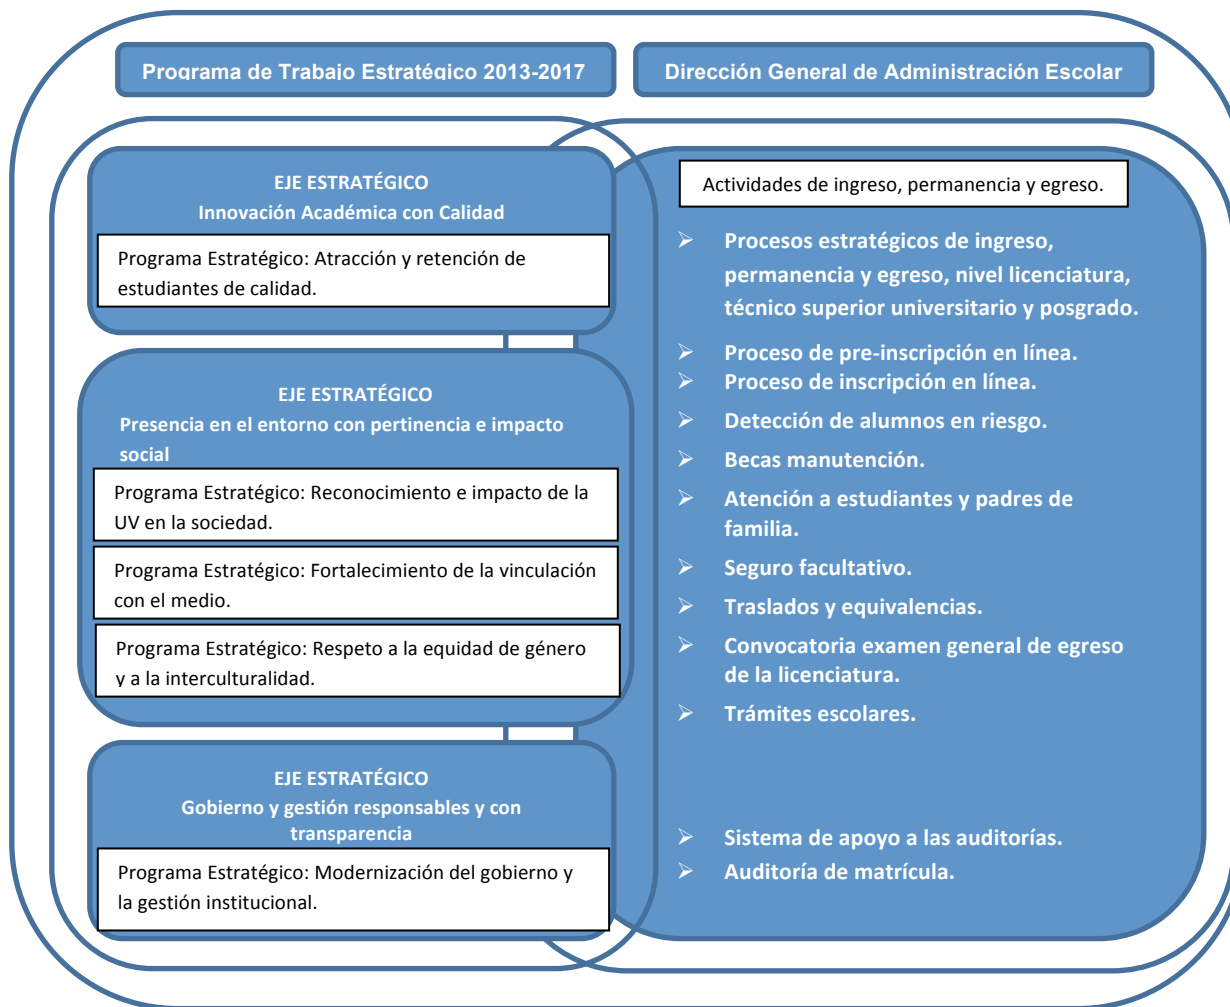 Programa de Trabajo Estratégico 2013-2017
Dirección General de Administración Escolar
EJE ESTRATÉGICO
Innovación Académica con Calidad
Programa Estratégico: Atracción y retención de
estudiantes de calidad.
EJE ESTRATÉGICO
Presencia en el entorno con pertinencia e impacto
social
Programa Estratégico: Reconocimiento e impacto de la
UV en la sociedad.
Programa Estratégico: Fortalecimiento de la vinculación
con el medio.
Programa Estratégico: Respeto a la equidad de género
y a la interculturalidad.
EJE ESTRATÉGICO
Gobierno y gestión responsables y con
transparencia
Programa Estratégico: Modernización del gobierno y
la gestión institucional.
Actividades de ingreso, permanencia y egreso.
➢ Procesos estratégicos de ingreso,
permanencia y egreso, nivel licenciatura,
técnico superior universitario y posgrado.
➢ Proceso de pre-inscripción en línea.
➢ Proceso de inscripción en línea.
➢ Detección de alumnos en riesgo.
➢ Becas manutención.
➢ Atención a estudiantes y padres de
familia.
➢ Seguro facultativo.
➢ Traslados y equivalencias.
➢ Convocatoria examen general de egreso
de la licenciatura.
➢ Trámites escolares.
➢ Sistema de apoyo a las auditorías.
➢ Auditoría de matrícula.